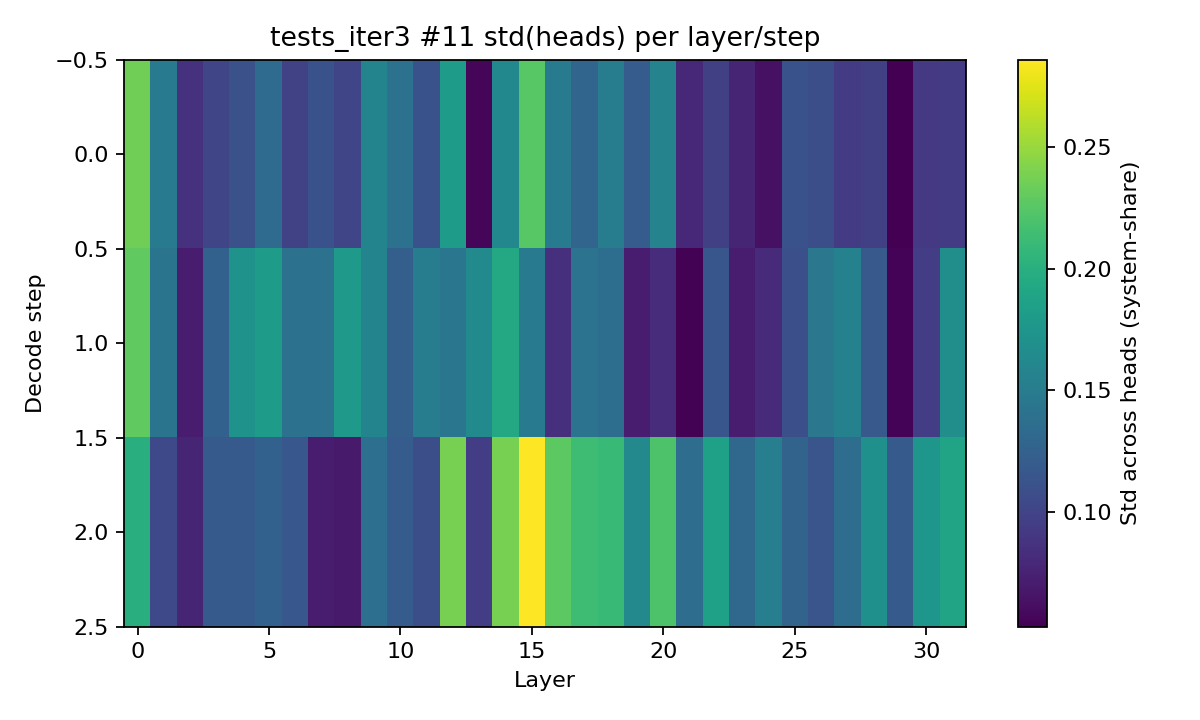 tests_iter3 #11 std(heads) per layer/step
−0.5
0.0
0.5
1.0
1.5
2.0
2.5
Decode step
0 5 10 15 20 25 30
Layer
0.25
0.20
0.15
0.10
Std across heads (system-share)